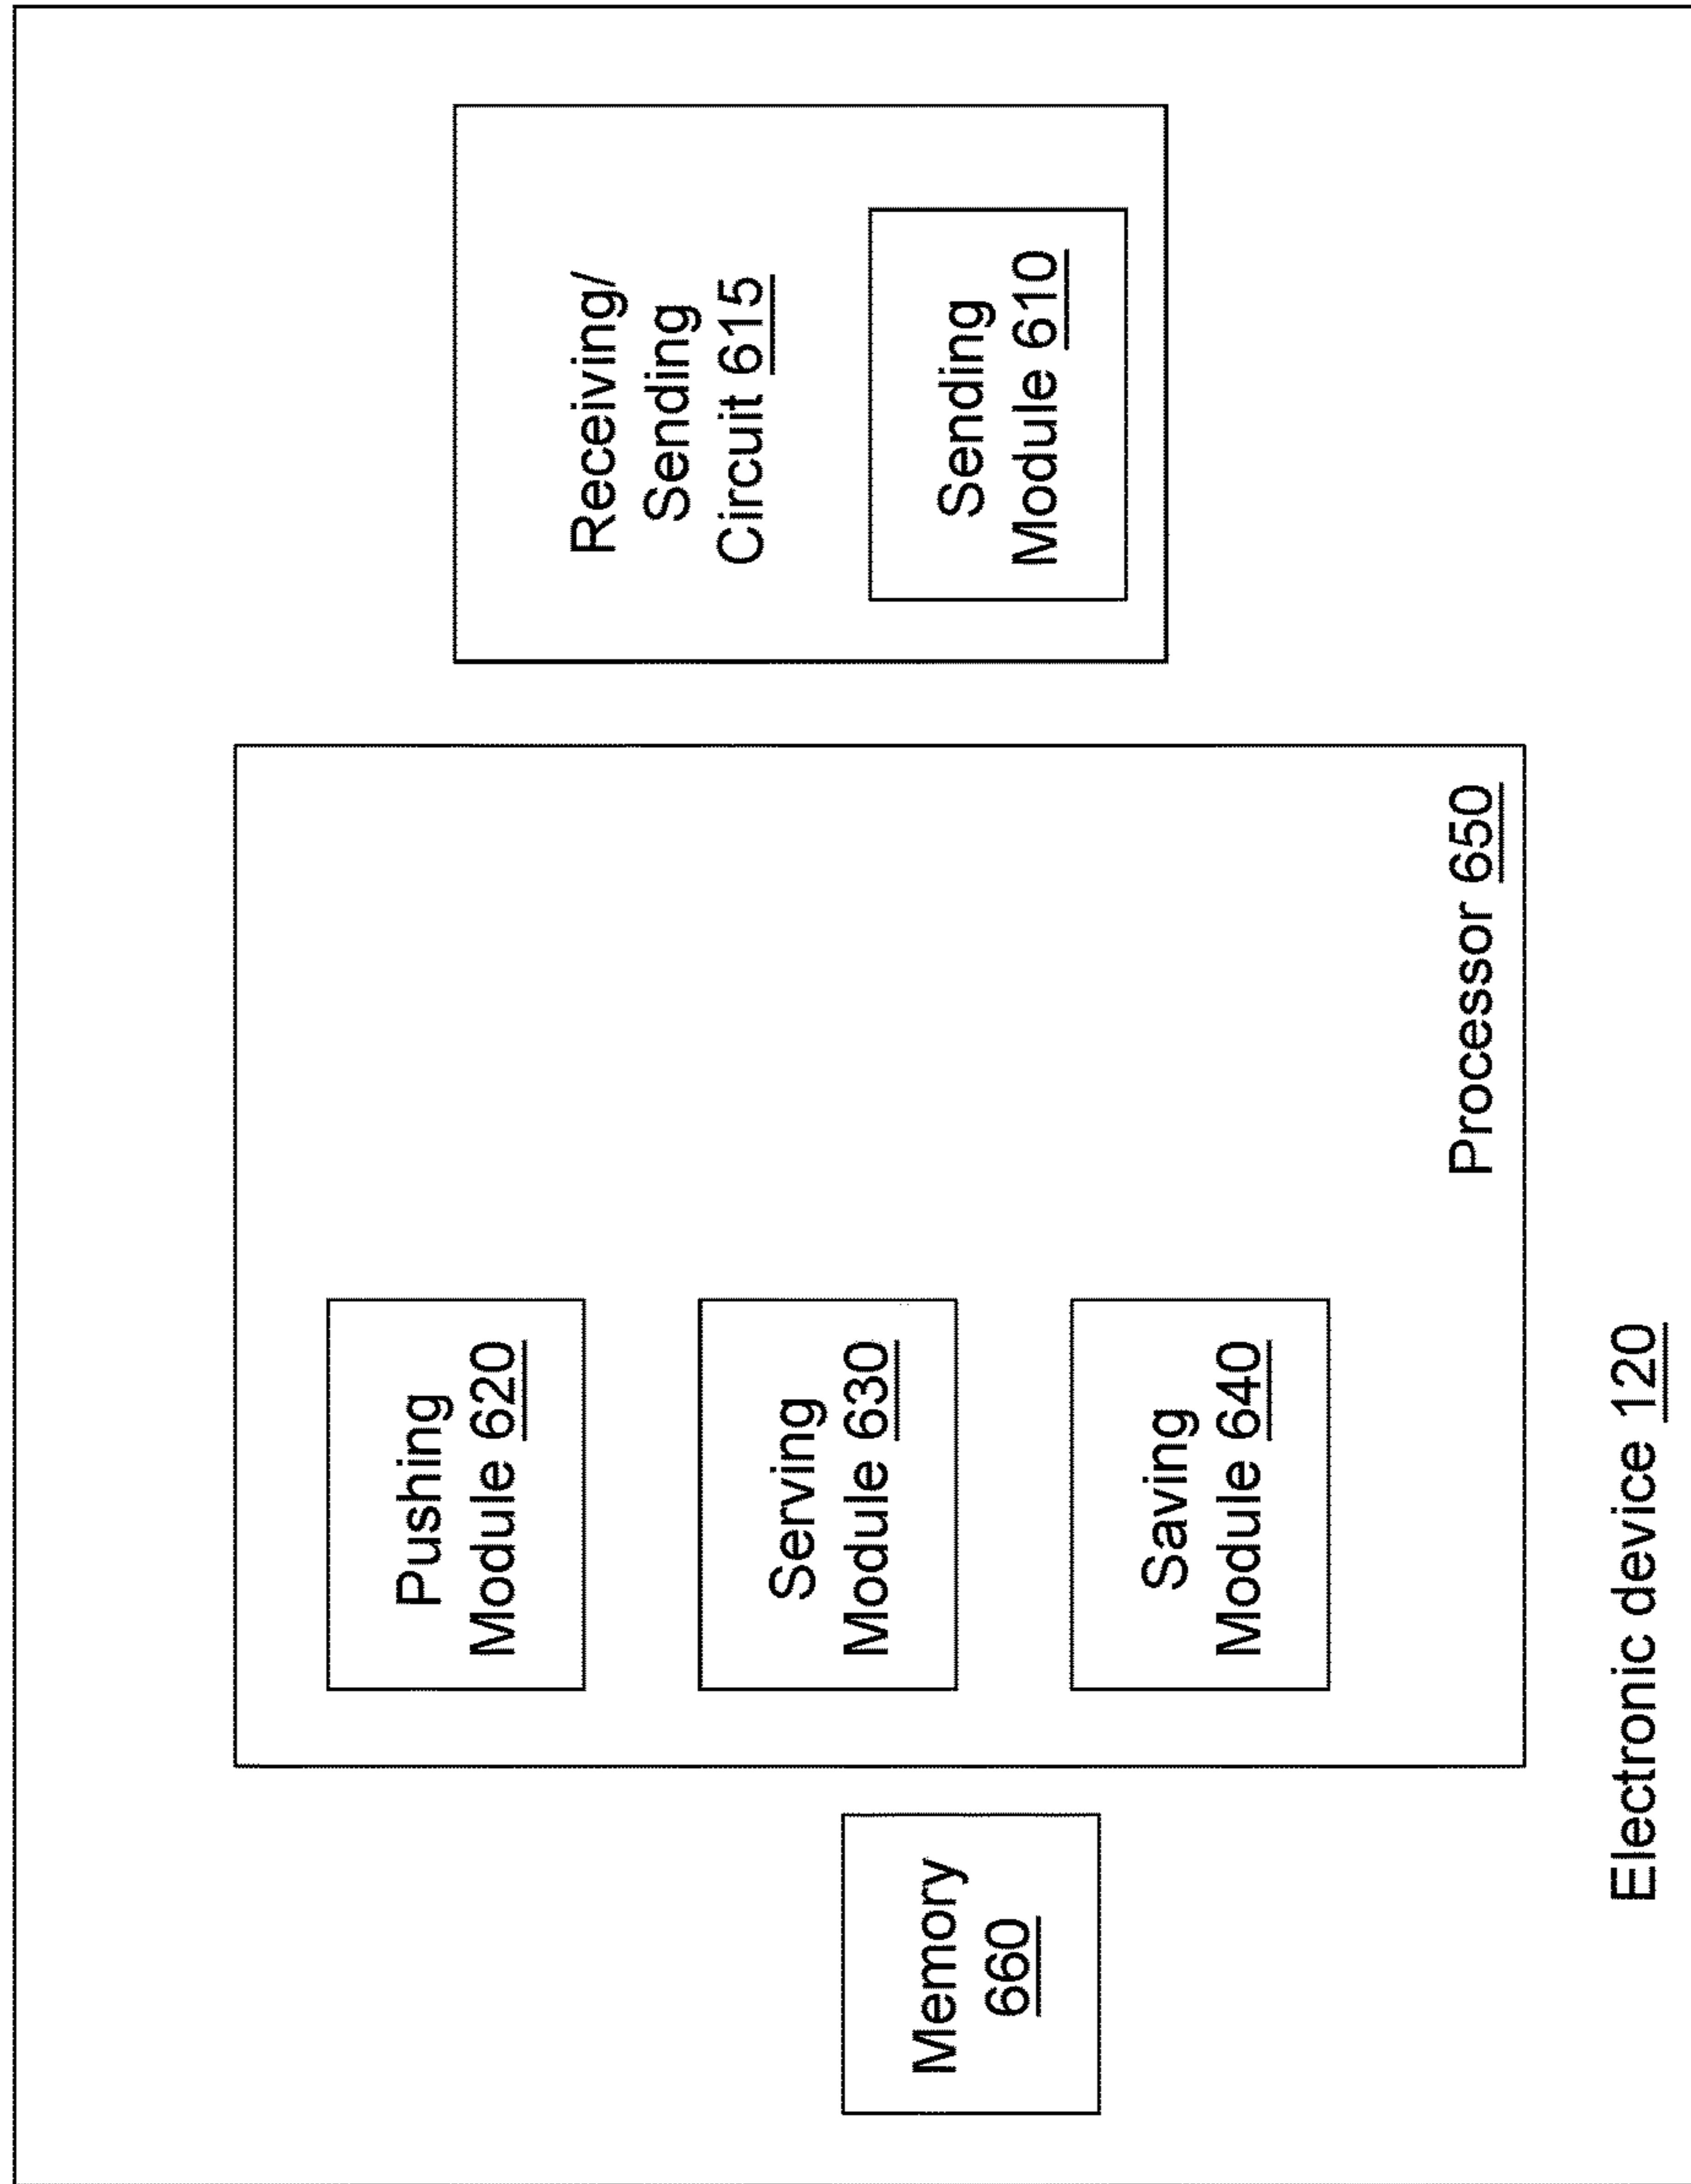 Memory
660
Pushing
Module 620
Serving
Module 630
Saving
Module 640
Processor 650
Receiving/
Sending
Circuit 615
Sending
Module 610
Electronic device 120